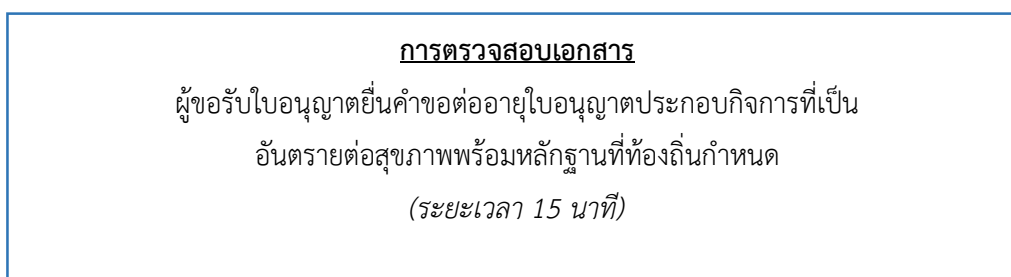 การตรวจสอบเอกสาร
ผู้ขอรับใบอนุญาตยื่นคำขอต่ออายุใบอนุญาตประกอบกิจการที่เป็น
อันตรายต่อสุขภาพพร้อมหลักฐานที่ท้องถิ่นกำหนด
(ระยะเวลา 15 นาที)